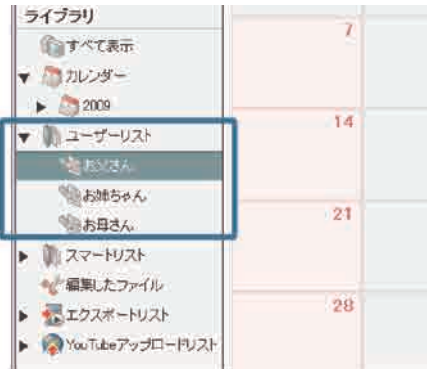 ライブラリ
すべて表示
カレンダー
2009
ユーザーリスト
お父さん
お姉ちゃん
お母さん
スマートリスト
編集したファイル
エクスポートリスト
YouTubeアップロードリスト
7
14
21
28